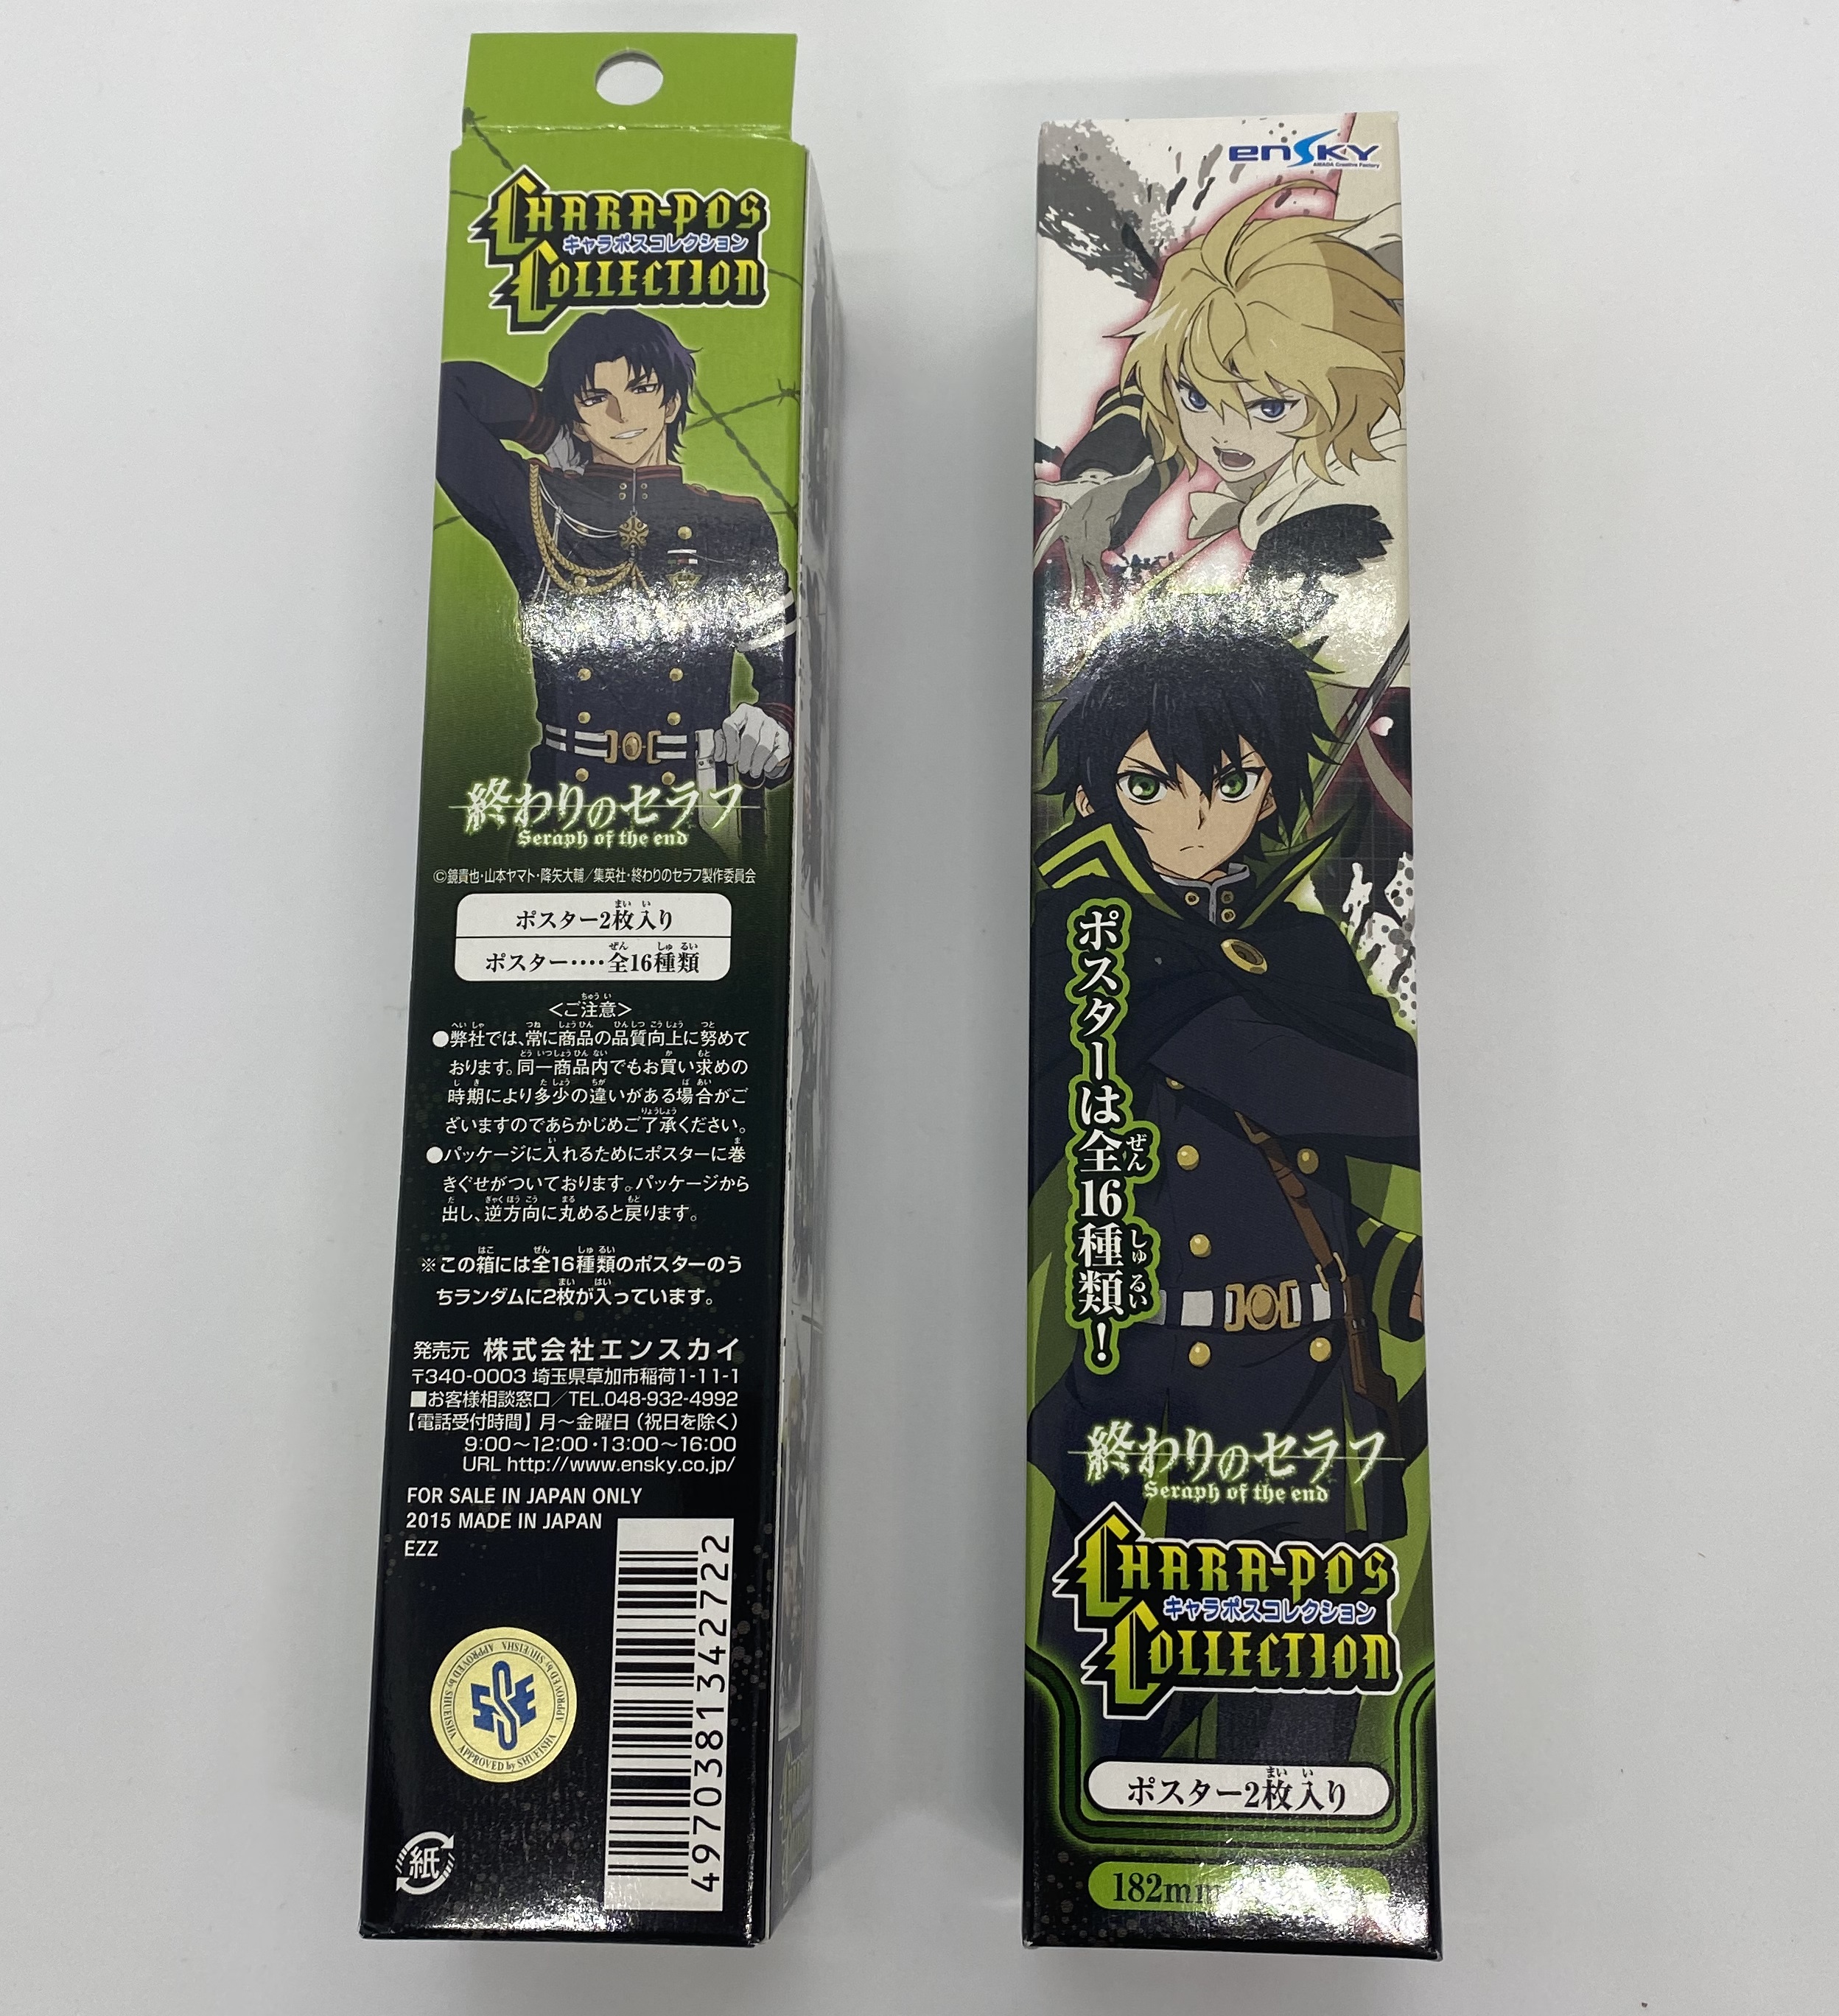 CHARA-POS
キャラポスコレクション
COLLECTION
終わりのセラフ
Seraph of the end
©鏡貴也・山本ヤマト・降矢大輔／集英社・終わりのセラフ製作委員会
ポスター2枚入り
ポスター‥‥全16種類
＜ご注意＞
●弊社では、常に商品の品質向上に努めて
おります。同一商品内でもお買い求めの
時期により多少の違いがある場合がご
ざいますのであらかじめご了承ください。
●パッケージに入れるためにポスターに巻
きぐせがついております。パッケージから
出し、逆方向に丸めると戻ります。
※この箱には全16種類のポスターのう
ちランダムに2枚が入っています。
発売元 株式会社エンスカイ
〒340-0003 埼玉県草加市稲荷1-11-1
■お客様相談窓口／TEL.048-932-4992
【電話受付時間】月〜金曜日（祝日を除く）
9:00〜12:00・13:00〜16:00
URL http://www.ensky.co.jp/
FOR SALE IN JAPAN ONLY
2015 MADE IN JAPAN
EZZ
4970381342722
APPROVED by SHUEISHA
APPROVED by SHUEISHA
APPROVED by SHUEISHA
紙
enSKY
AMADA Creative Factory
ポスターは全16種類！
終わりのセラフ
Seraph of the end
CHARA-POS
キャラポスコレクション
COLLECTION
ポスター2枚入り
182mm